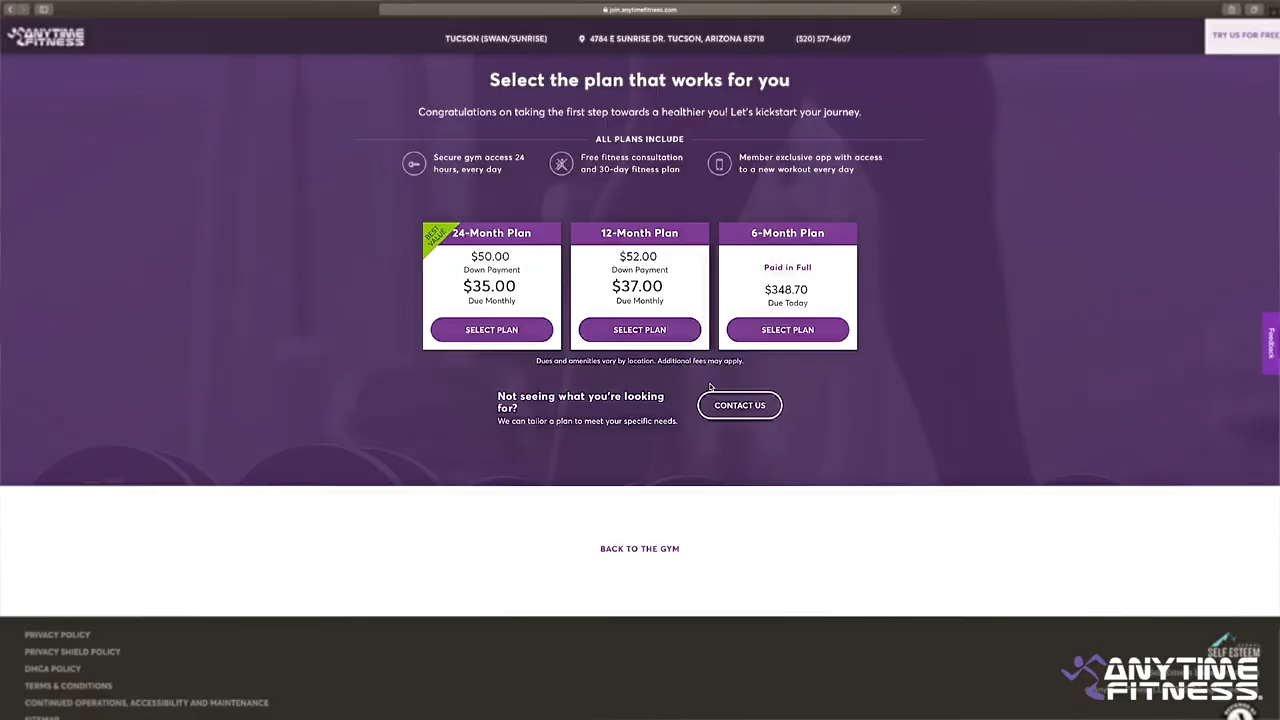 join.anytimefitness.com
ANYTIME
FITNESS
TUCSON (SWAN/SUNRISE)
4784 E SUNRISE DR. TUCSON, ARIZONA 85718
(520) 577-4607
TRY US FOR FREE
Select the plan that works for you
Congratulations on taking the first step towards a healthier you! Let's kickstart your journey.
ALL PLANS INCLUDE
Secure gym access 24
hours, every day
Free fitness consultation
and 30-day fitness plan
Member exclusive app with access
to a new workout every day
BEST
VALUE
24-Month Plan
$50.00
Down Payment
$35.00
Due Monthly
SELECT PLAN
12-Month Plan
$52.00
Down Payment
$37.00
Due Monthly
SELECT PLAN
6-Month Plan
Paid in Full
$348.70
Due Today
SELECT PLAN
Dues and amenities vary by location. Additional fees may apply.
Not seeing what you're looking
for?
We can tailor a plan to meet your specific needs.
CONTACT US
Feedback
BACK TO THE GYM
PRIVACY POLICY
PRIVACY SHIELD POLICY
DMCA POLICY
TERMS & CONDITIONS
CONTINUED OPERATIONS, ACCESSIBILITY AND MAINTENANCE
SITEMAP
SELF ESTEEM
ANYTIME
FITNESS.